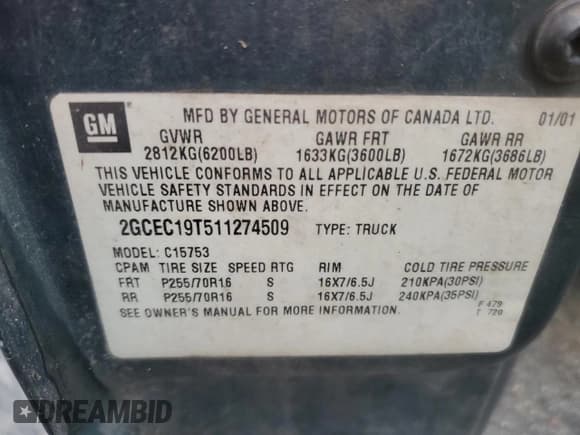 GM
MFD BY GENERAL MOTORS OF CANADA LTD. 01/01
GVWR GAWR FRT GAWR RR
2812KG(6200LB) 1633KG(3600LB) 1672KG(3686LB)
THIS VEHICLE CONFORMS TO ALL APPLICABLE U.S. FEDERAL MOTOR
VEHICLE SAFETY STANDARDS IN EFFECT ON THE DATE OF
MANUFACTURE SHOWN ABOVE.
2GCEC19T511274509 TYPE: TRUCK
MODEL: C15753
CPAM TIRE SIZE SPEED RTG RIM COLD TIRE PRESSURE
FRT P255/70R16 S 16X7/6.5J 210KPA(30PSI)
RR P255/70R16 S 16X7/6.5J 240KPA(35PSI)
SEE OWNER'S MANUAL FOR MORE INFORMATION.
F 479
T 720
DREAMBID